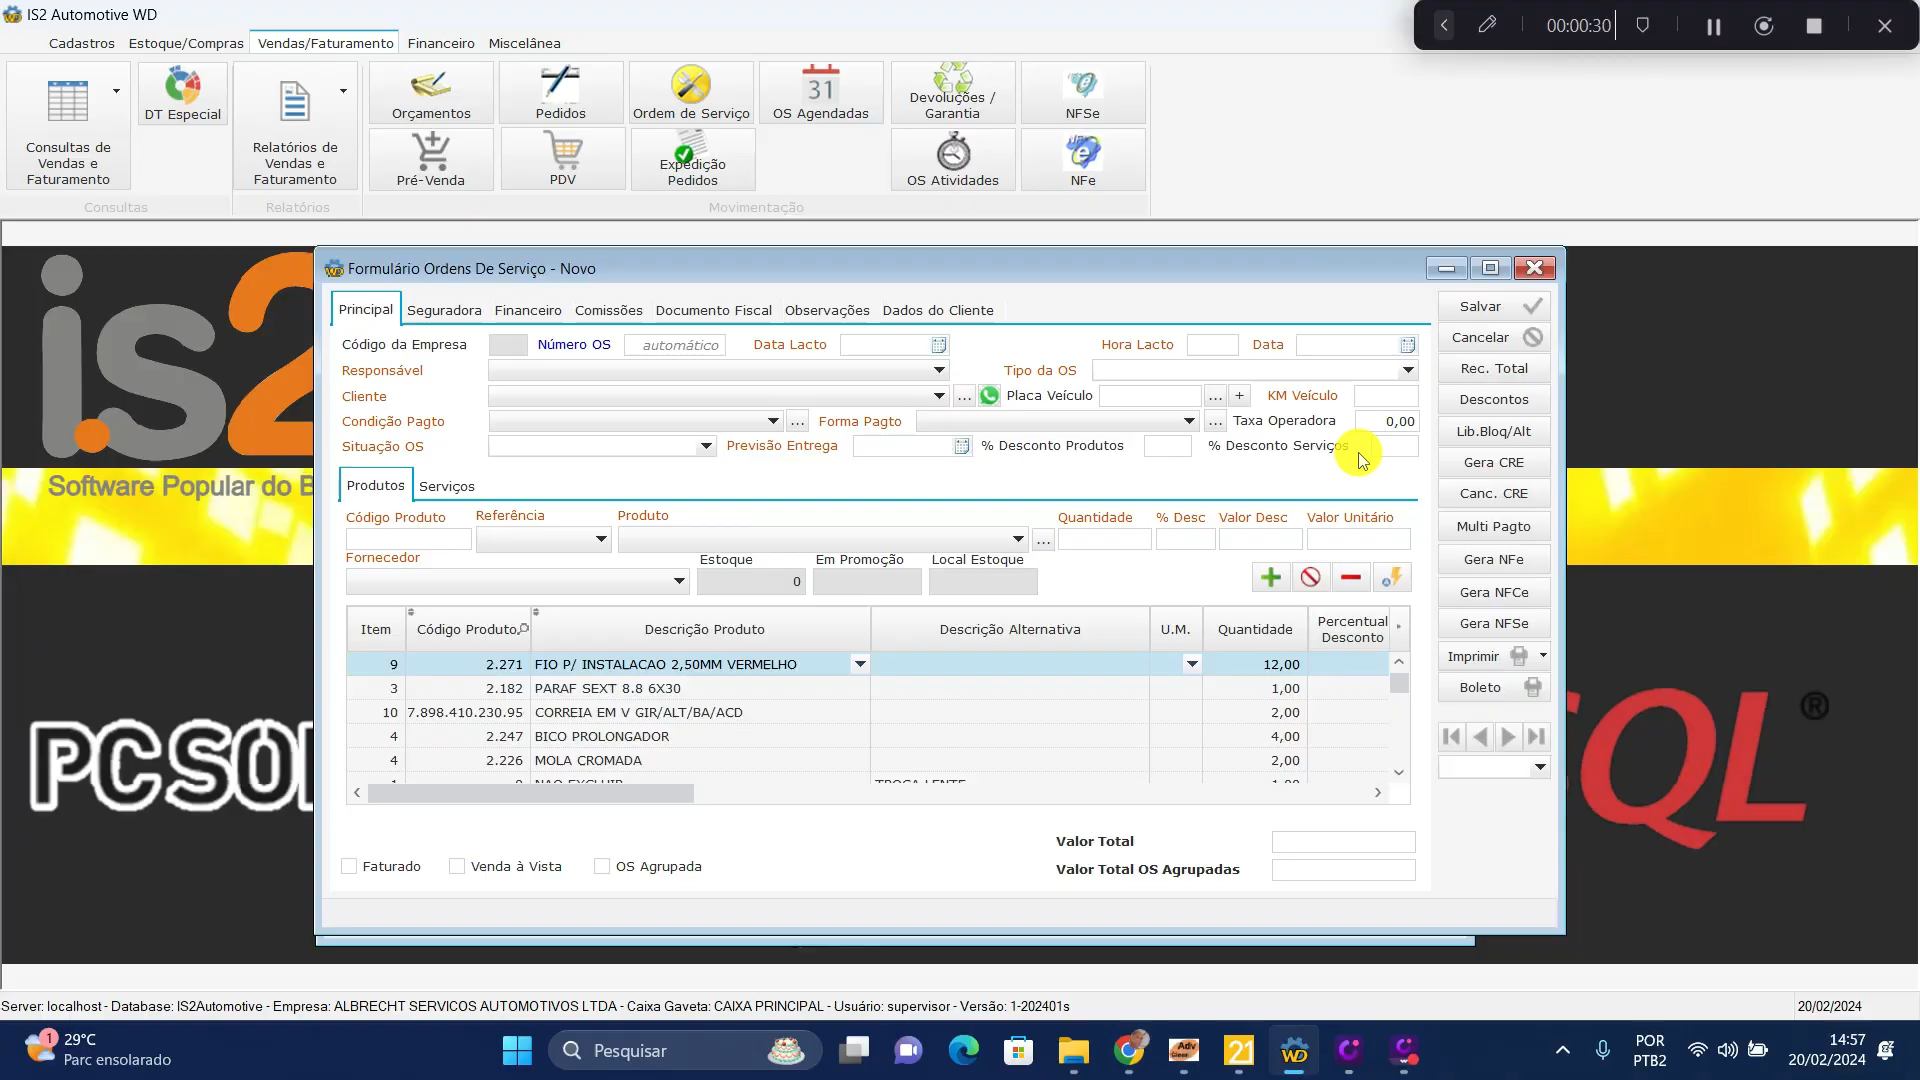 IS2 Automotive WD
00:00:30
Cadastros Estoque/Compras Vendas/Faturamento Financeiro Miscelânea
Consultas de
Vendas e
Faturamento
DT Especial
Relatórios de
Vendas e
Faturamento
Orçamentos
Pedidos
Ordem de Serviço
31
OS Agendadas
Devoluções /
Garantia
NFSe
Pré-Venda
PDV
Expedição
Pedidos
OS Atividades
NFe
Consultas
Relatórios
Movimentação
is2
Software Popular do B
Formulário Ordens De Serviço - Novo
Principal Seguradora Financeiro Comissões Documento Fiscal Observações Dados do Cliente
Código da Empresa Número OS automático Data Lacto Hora Lacto Data
Responsável Tipo da OS
Cliente ... Placa Veículo ... + KM Veículo
Condição Pagto ... Forma Pagto ... Taxa Operadora 0,00
Situação OS Previsão Entrega % Desconto Produtos % Desconto Serviços
Produtos Serviços
Código Produto Referência Produto ... Quantidade % Desc Valor Desc Valor Unitário
Fornecedor Estoque Em Promoção Local Estoque
0
Item Código Produto Descrição Produto Descrição Alternativa U.M. Quantidade Percentual
Desconto
9 2.271 FIO P/ INSTALACAO 2,50MM VERMELHO 12,00
3 2.182 PARAF SEXT 8.8 6X30 1,00
10 7.898.410.230.95 CORREIA EM V GIR/ALT/BA/ACD 2,00
4 2.247 BICO PROLONGADOR 4,00
4 2.226 MOLA CROMADA 2,00
Valor Total
Faturado Venda à Vista OS Agrupada
Valor Total OS Agrupadas
Salvar
Cancelar
Rec. Total
Descontos
Lib.Bloq/Alt
Gera CRE
Canc. CRE
Multi Pagto
Gera NFe
Gera NFCe
Gera NFSe
Imprimir
Boleto
PCSO
SQL ®
Server: localhost - Database: IS2Automotive - Empresa: ALBRECHT SERVICOS AUTOMOTIVOS LTDA - Caixa Gaveta: CAIXA PRINCIPAL - Usuário: supervisor - Versão: 1-202401s
20/02/2024
1
29°C
Parc ensolarado
Pesquisar
Adv
21
WD
POR
PTB2
14:57
20/02/2024